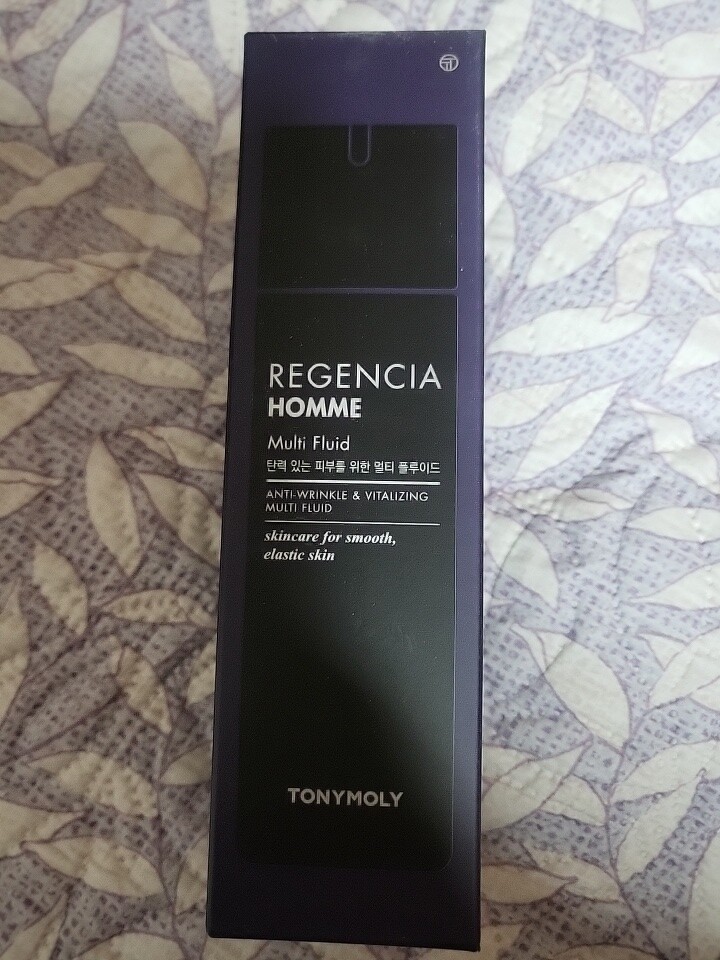 REGENCIA
HOMME
Multi Fluid
탄력 있는 피부를 위한 멀티 플루이드
ANTI-WRINKLE & VITALIZING
MULTI FLUID
skincare for smooth,
elastic skin
TONYMOLY